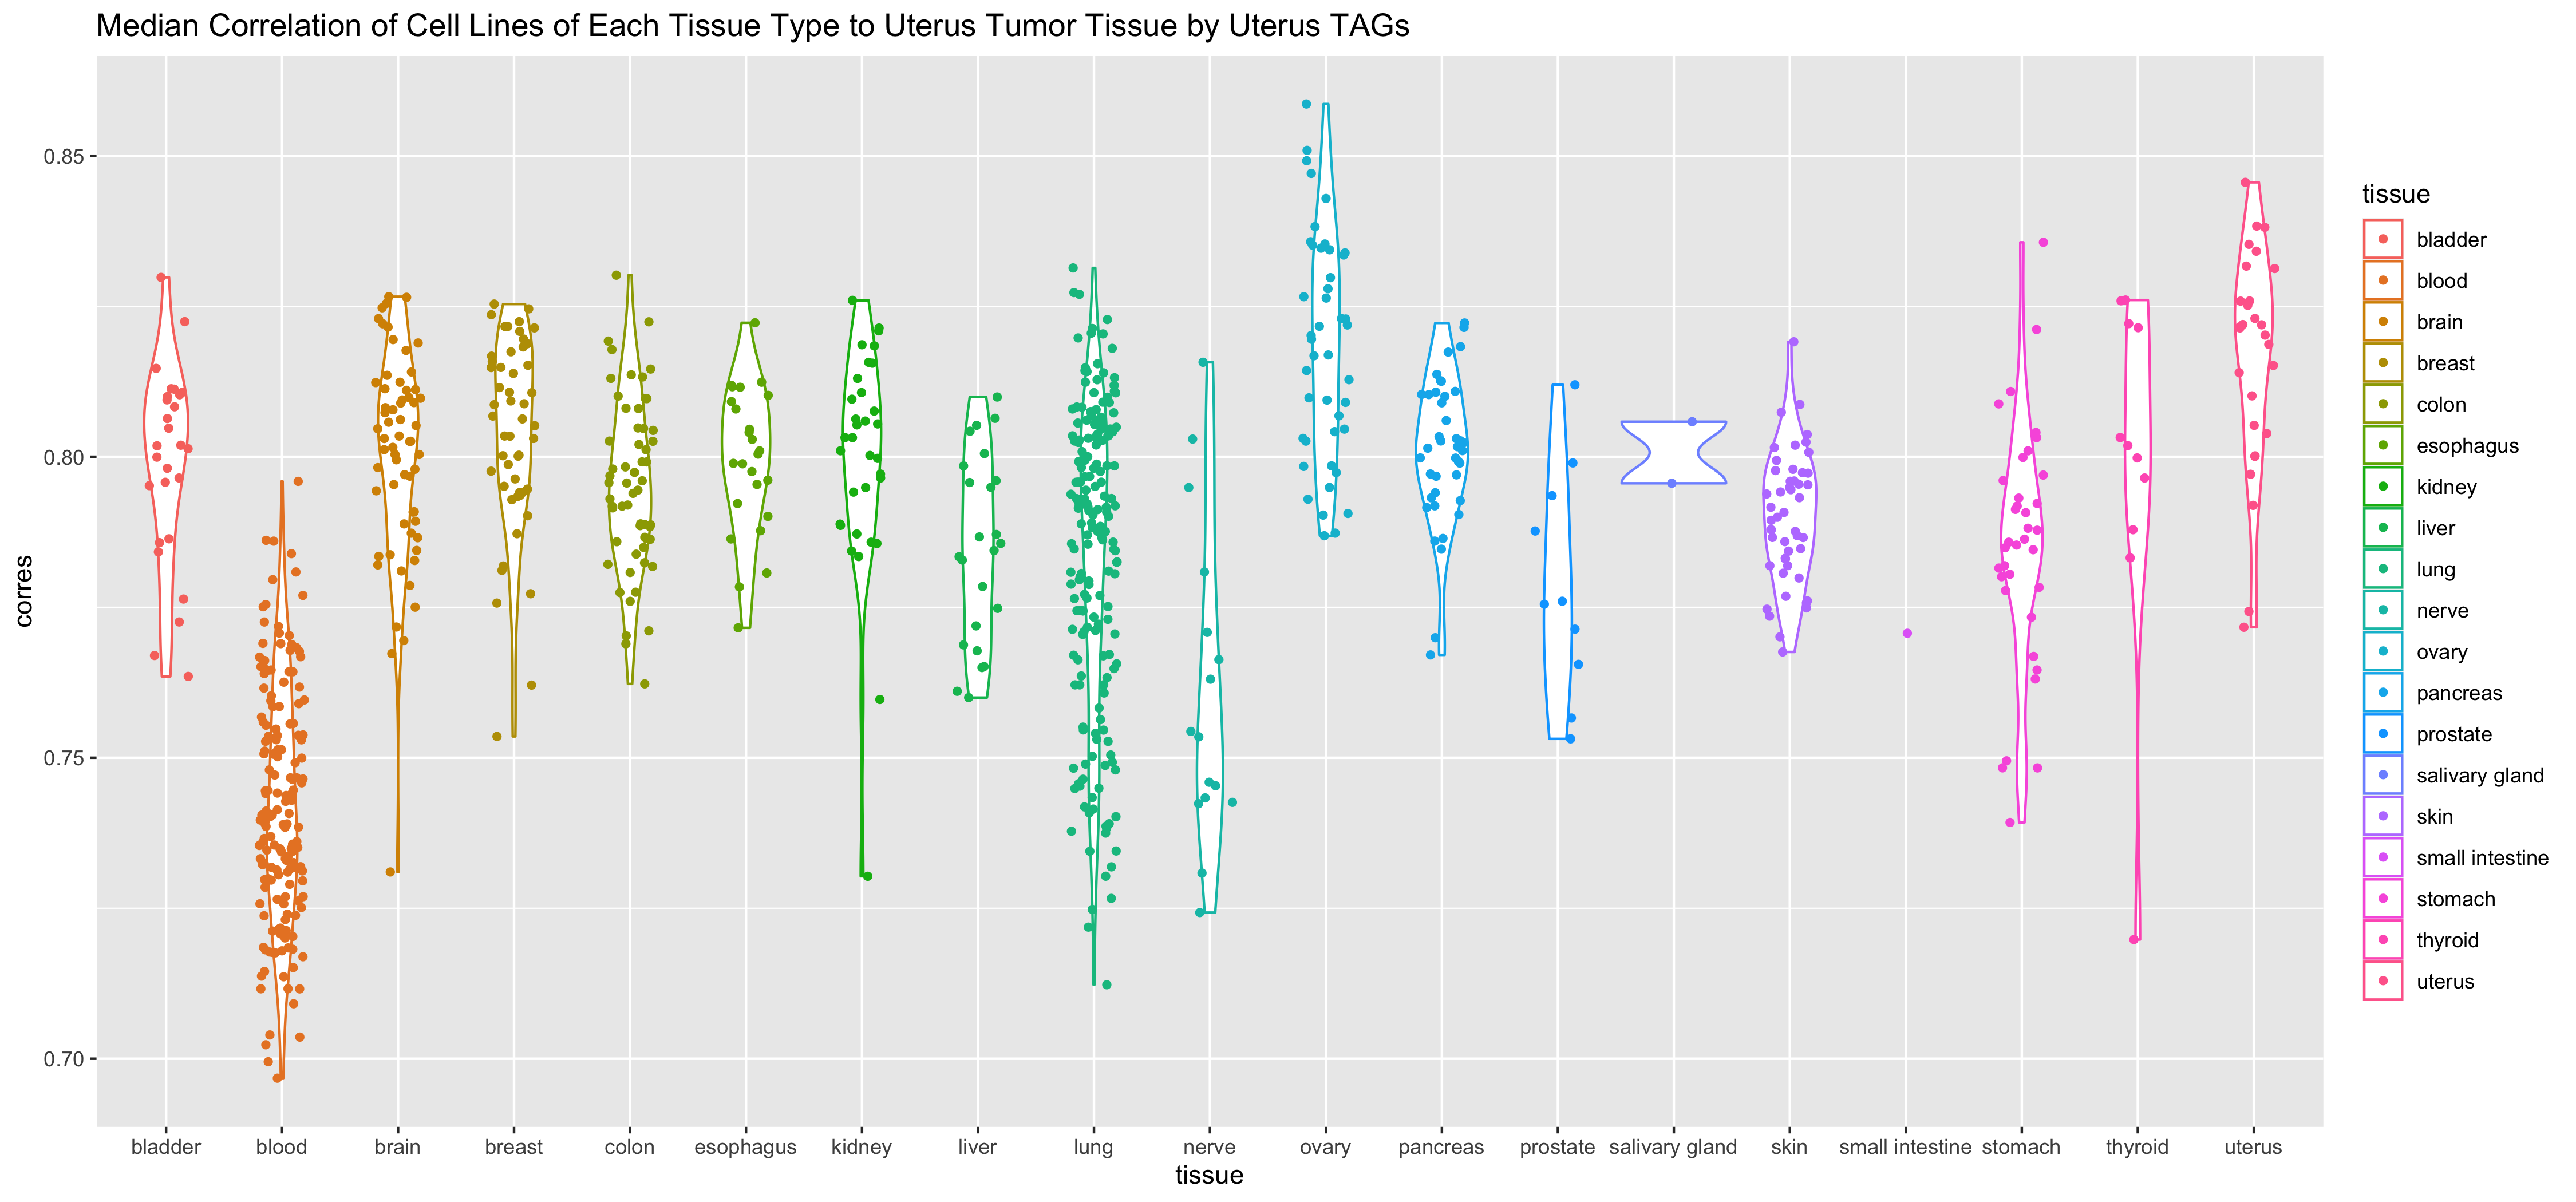 Median Correlation of Cell Lines of Each Tissue Type to Uterus Tumor Tissue by Uterus TAGs
corres
0.85
0.80
0.75
0.70
bladder blood brain breast colon esophagus kidney liver lung nerve ovary pancreas prostate salivary gland skin small intestine stomach thyroid uterus
tissue
tissue
bladder
blood
brain
breast
colon
esophagus
kidney
liver
lung
nerve
ovary
pancreas
prostate
salivary gland
skin
small intestine
stomach
thyroid
uterus